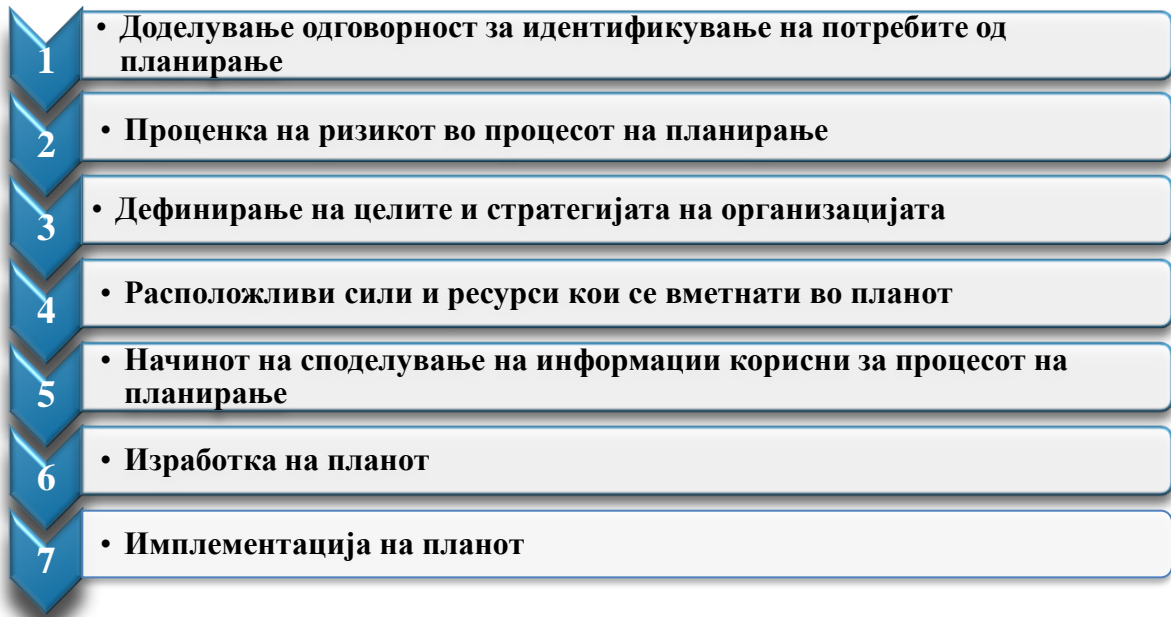 1
• Доделување одговорност за идентификување на потребите од
планирање
2
• Проценка на ризикот во процесот на планирање
3
• Дефинирање на целите и стратегијата на организацијата
4
• Расположливи сили и ресурси кои се вметнати во планот
5
• Начинот на споделување на информации корисни за процесот на
планирање
6
• Изработка на планот
7
• Имплементација на планот